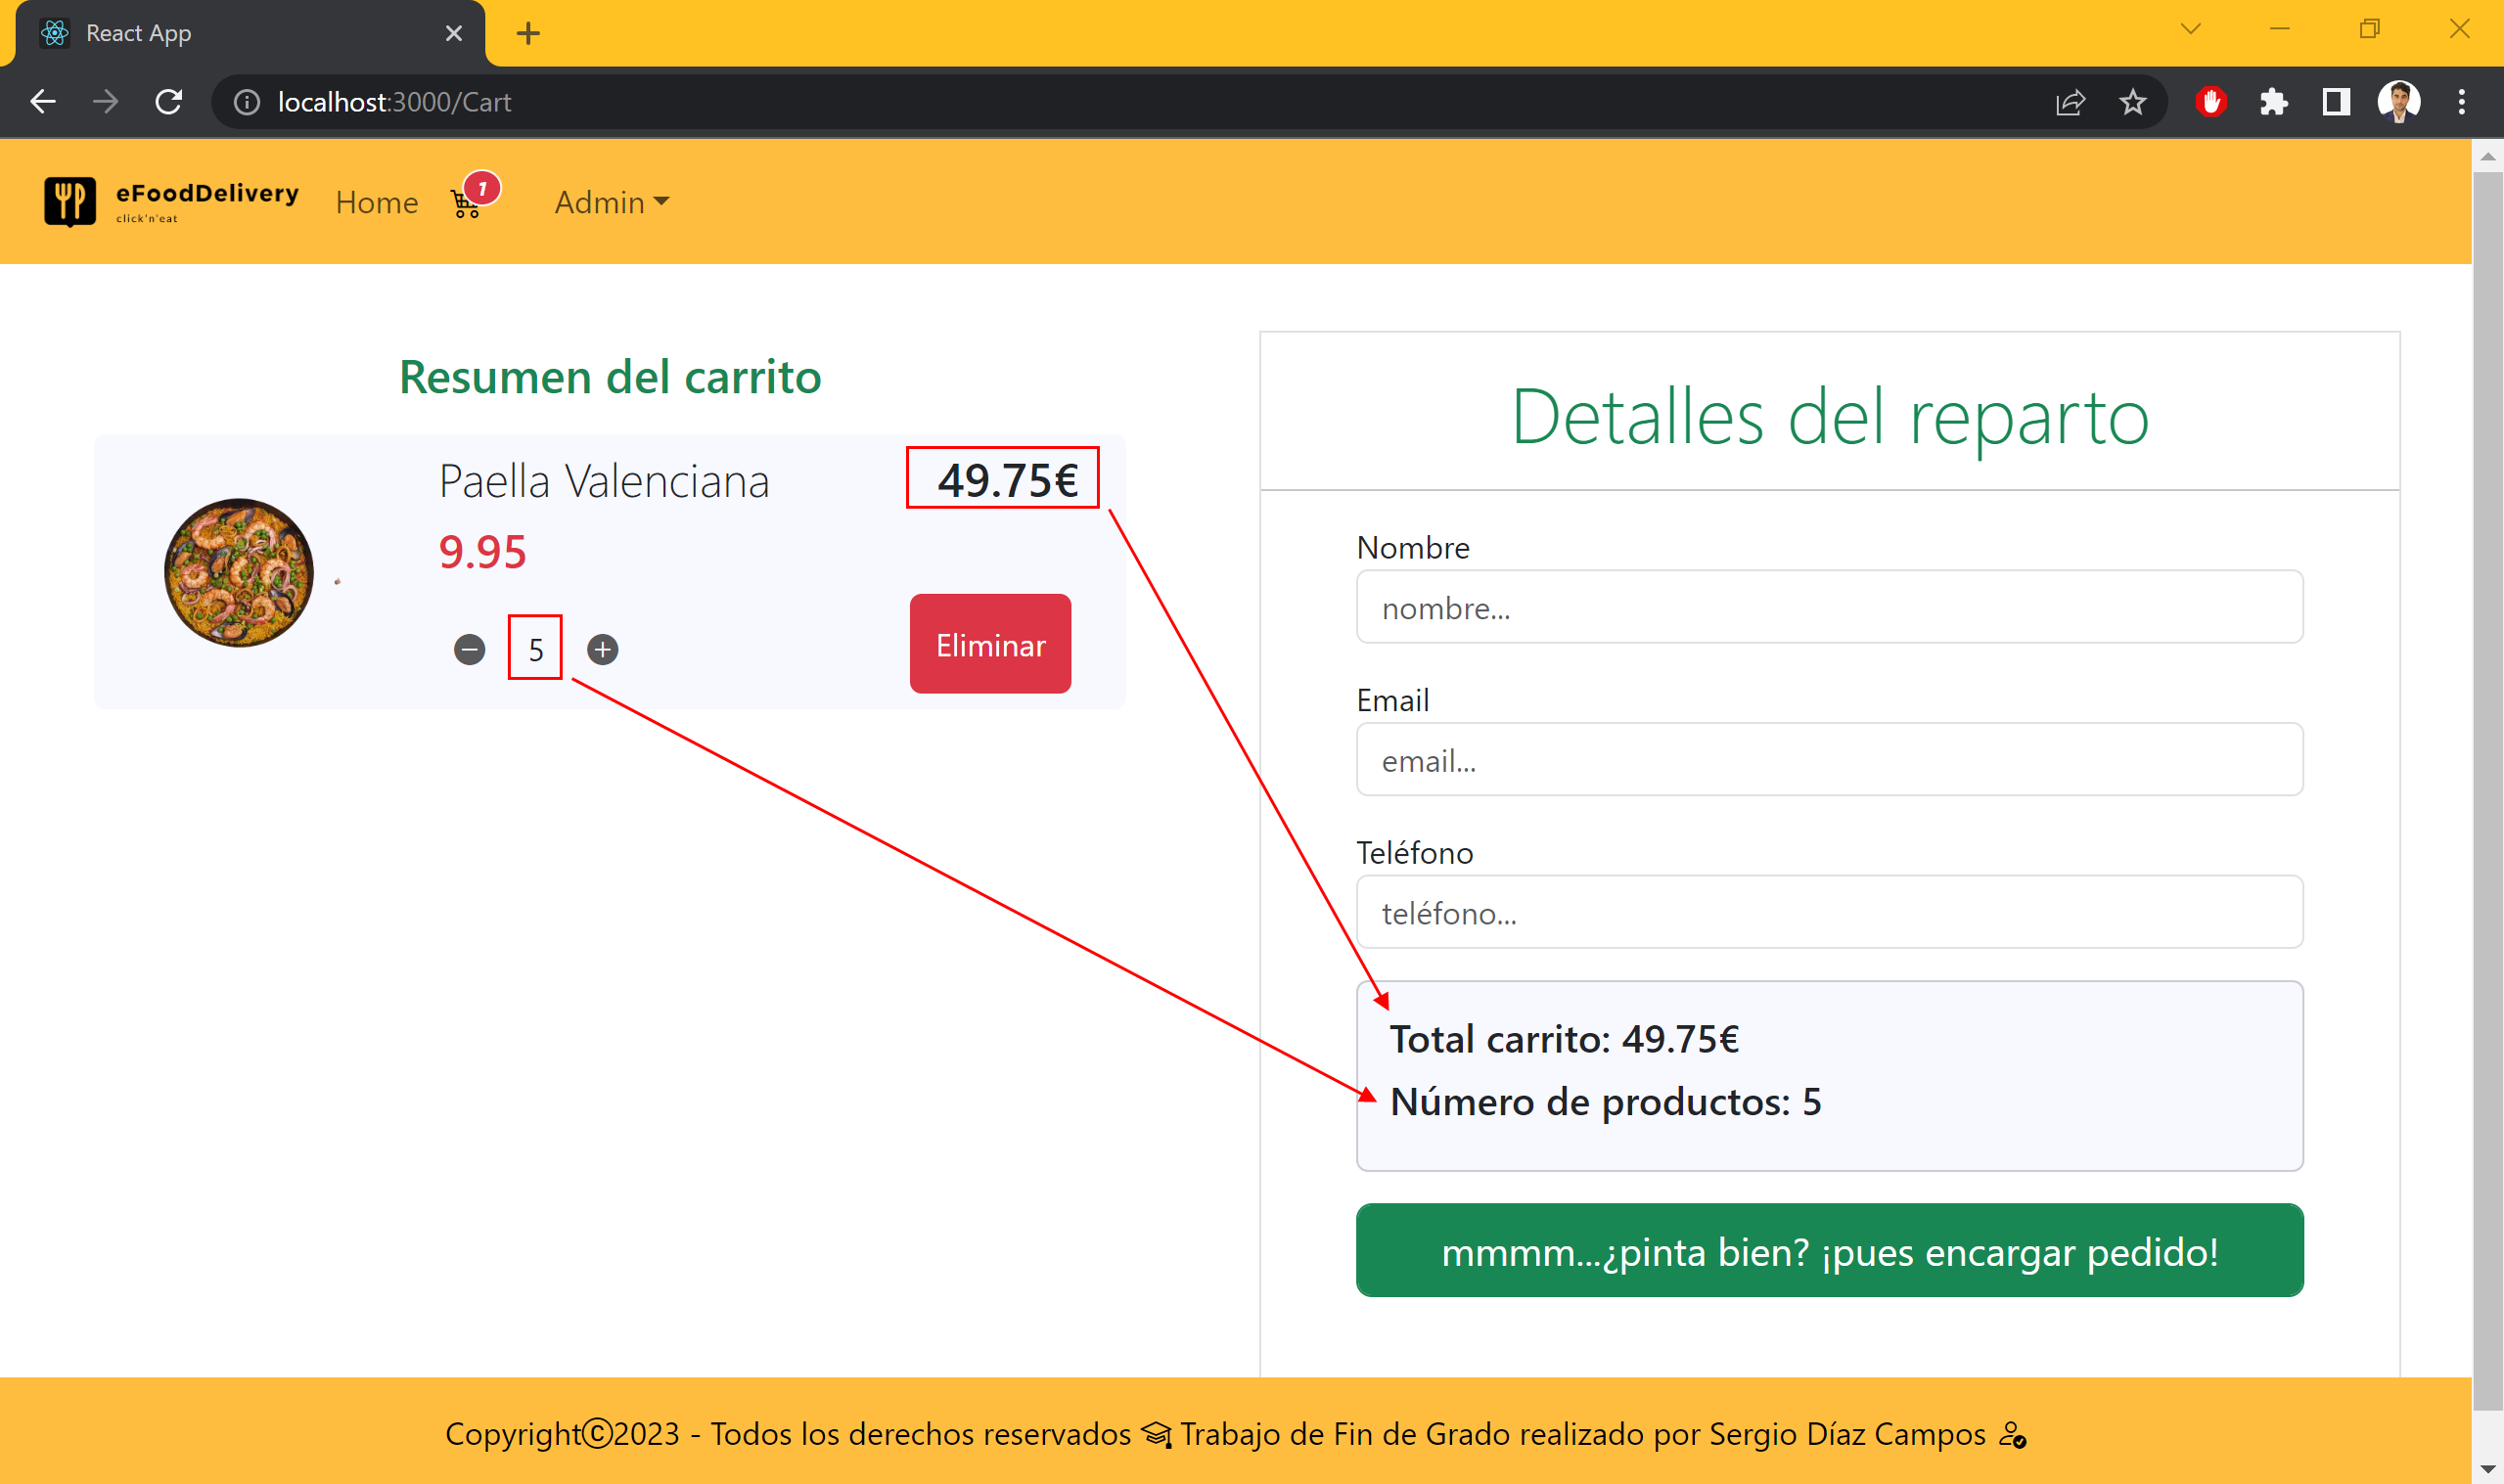 React App
localhost:3000/Cart
eFoodDelivery
click'n'eat
Home
1
Admin
Resumen del carrito
Paella Valenciana
49.75€
9.95
5
Eliminar
Detalles del reparto
Nombre
nombre...
Email
email...
Teléfono
teléfono...
Total carrito: 49.75€
Número de productos: 5
mmmm...¿pinta bien? ¡pues encargar pedido!
Copyright©2023 - Todos los derechos reservados Trabajo de Fin de Grado realizado por Sergio Díaz Campos